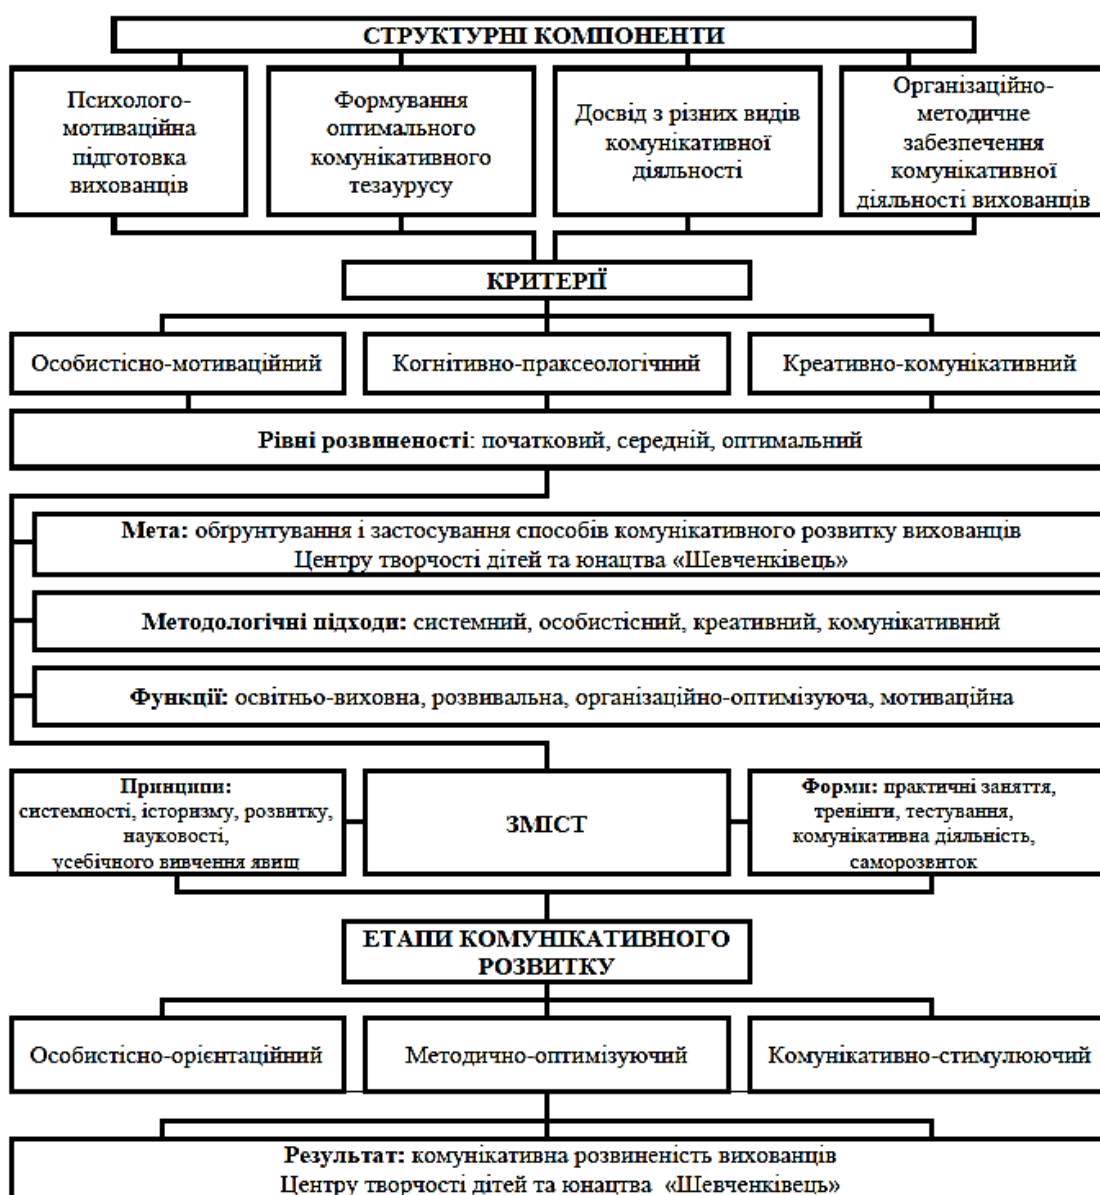 СТРУКТУРНІ КОМПОНЕНТИ
Психолого-
мотиваційна
підготовка
вихованців
Формування
оптимального
комунікативного
тезаурусу
Досвід з різних видів
комунікативної
діяльності
Організаційно-
методичне
забезпечення
комунікативної
діяльності вихованців
КРИТЕРІЇ
Особистісно-мотиваційний
Когнітивно-праксеологічний
Креативно-комунікативний
Рівні розвиненості: початковий, середній, оптимальний
Мета: обґрунтування і застосування способів комунікативного розвитку вихованців
Центру творчості дітей та юнацтва «Шевченківець»
Методологічні підходи: системний, особистісний, креативний, комунікативний
Функції: освітньо-виховна, розвивальна, організаційно-оптимізуюча, мотиваційна
Принципи:
системності, історизму, розвитку,
науковості,
усебічного вивчення явищ
ЗМІСТ
Форми: практичні заняття,
тренінги, тестування,
комунікативна діяльність,
саморозвиток
ЕТАПИ КОМУНІКАТИВНОГО
РОЗВИТКУ
Особистісно-орієнтаційний
Методично-оптимізуючий
Комунікативно-стимулюючий
Результат: комунікативна розвиненість вихованців
Центру творчості дітей та юнацтва «Шевченківець»